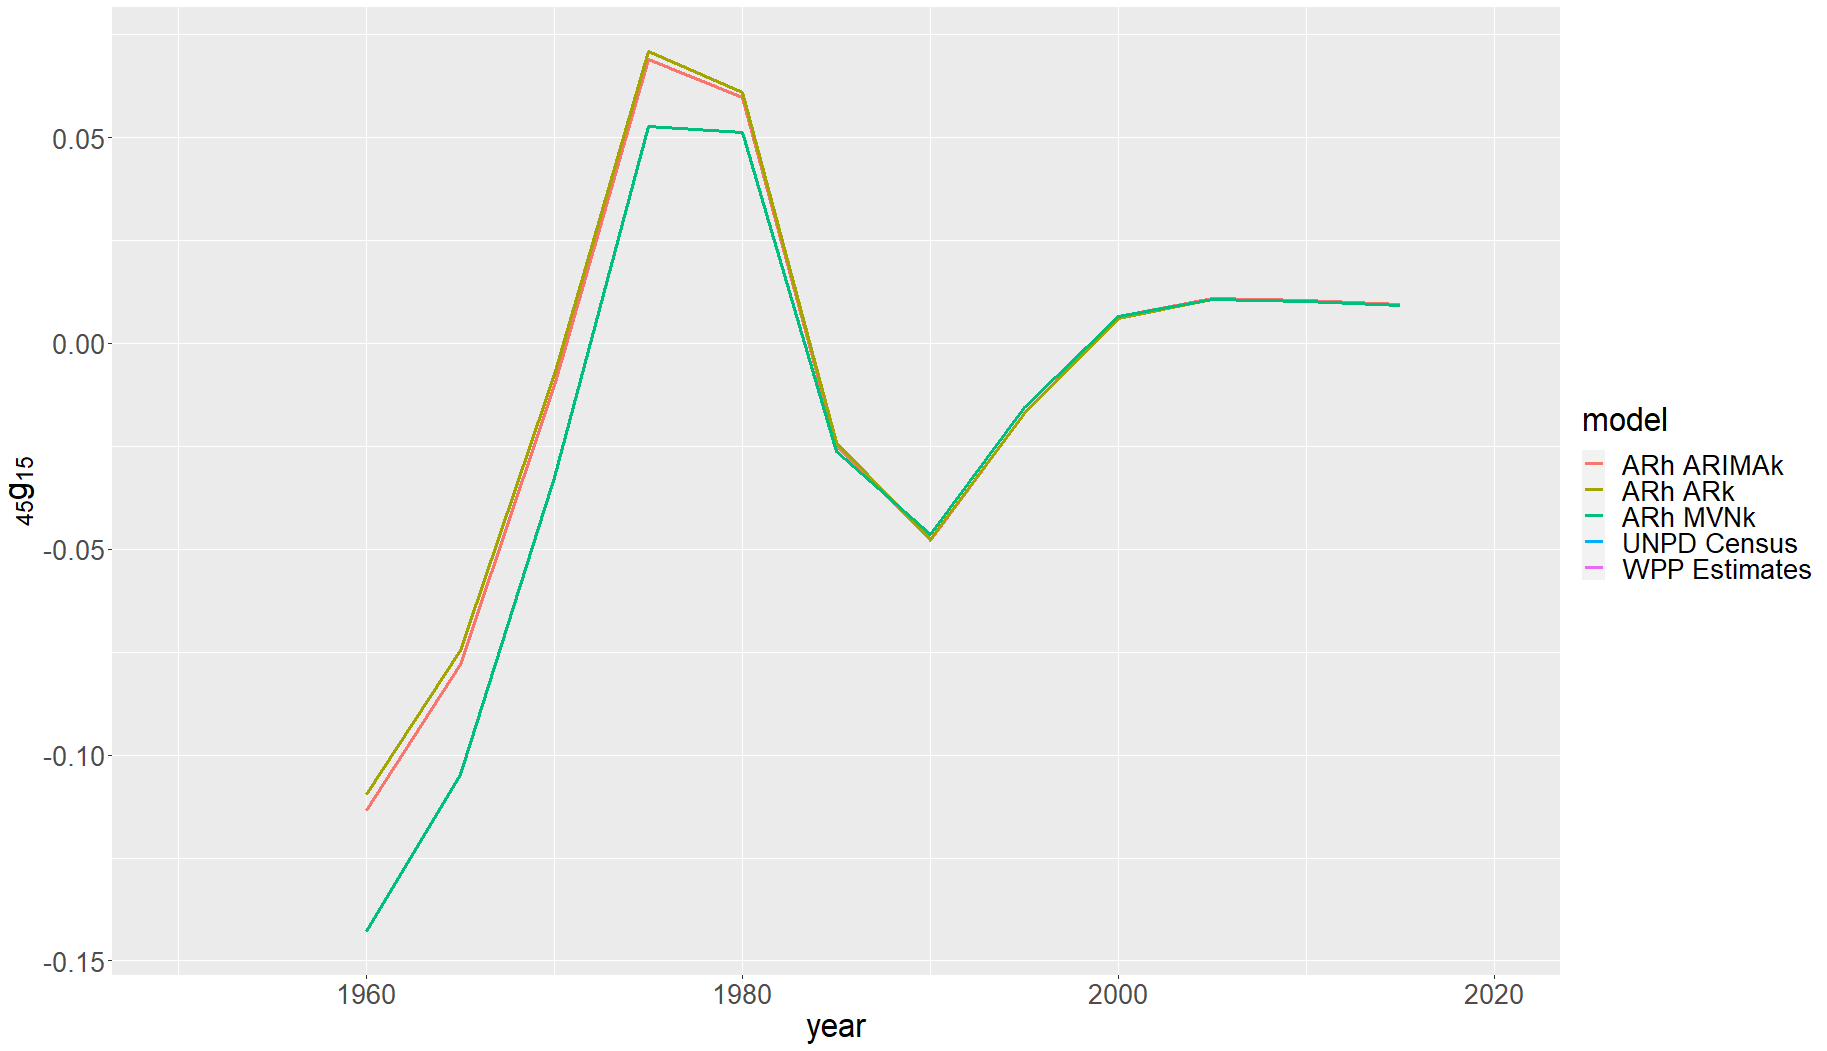 45g15
0.05
0.00
-0.05
-0.10
-0.15
1960
1980
2000
2020
year
model
ARh ARIMAk
ARh ARk
ARh MVNk
UNPD Census
WPP Estimates